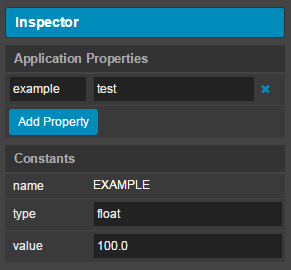 Inspector
Application Properties
example test ✖
Add Property
Constants
name EXAMPLE
type float
value 100.0